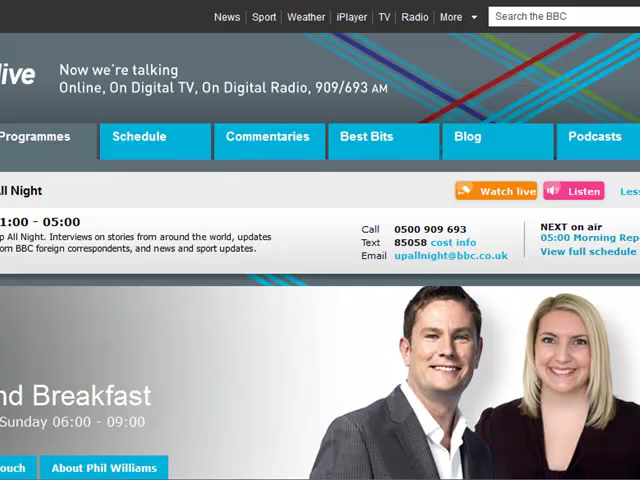 News Sport Weather iPlayer TV Radio More Search the BBC
live
Now we're talking
Online, On Digital TV, On Digital Radio, 909/693 AM
Programmes Schedule Commentaries Best Bits Blog Podcasts
All Night Watch live Listen Les
1:00 - 05:00
p All Night. Interviews on stories from around the world, updates
om BBC foreign correspondents, and news and sport updates.
Call 0500 909 693
Text 85058 cost info
Email upallnight@bbc.co.uk
NEXT on air
05:00 Morning Repo
View full schedule
nd Breakfast
Sunday 06:00 - 09:00
ouch About Phil Williams